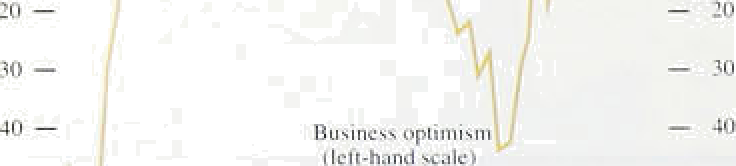 20 — — 20
30 — — 30
40 — — 40
Business optimism
(left-hand scale)